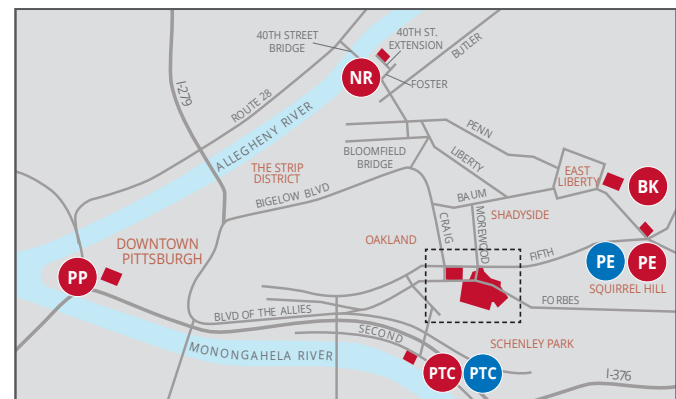 40TH STREET
BRIDGE
40TH ST.
EXTENSION
BUTLER
I-279
NR
FOSTER
ROUTE 28
ALLEGHENY RIVER
PENN
BLOOMFIELD
BRIDGE
LIBERTY
THE STRIP
DISTRICT
EAST
LIBERTY
BK
BIGELOW BLVD
BAUM
SHADYSIDE
CRAIG
MOREWOOD
OAKLAND
DOWNTOWN
PITTSBURGH
FIFTH
PE
PE
PP
SQUIRREL HILL
FORBES
BLVD OF THE ALLIES
SECOND
MONONGAHELA RIVER
SCHENLEY PARK
PTC
PTC
I-376